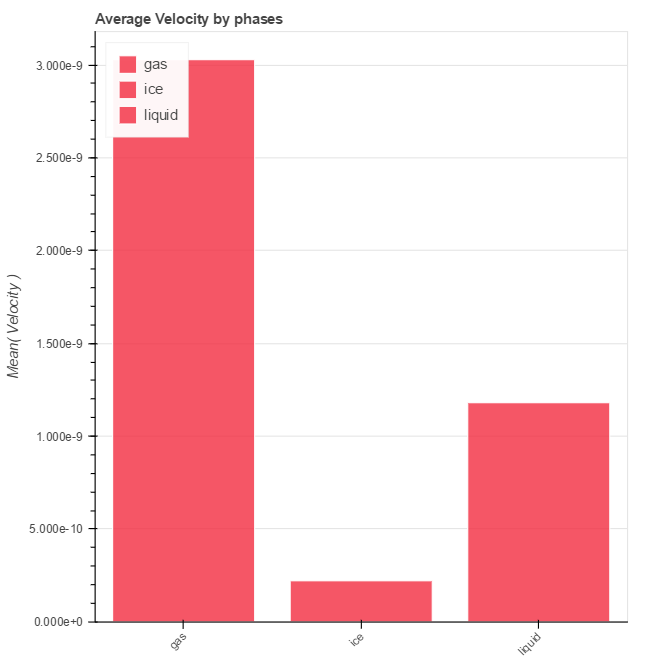 Average Velocity by phases
gas
ice
liquid
3.000e-9
2.500e-9
2.000e-9
1.500e-9
1.000e-9
5.000e-10
0.000e+0
Mean( Velocity )
gas
ice
liquid